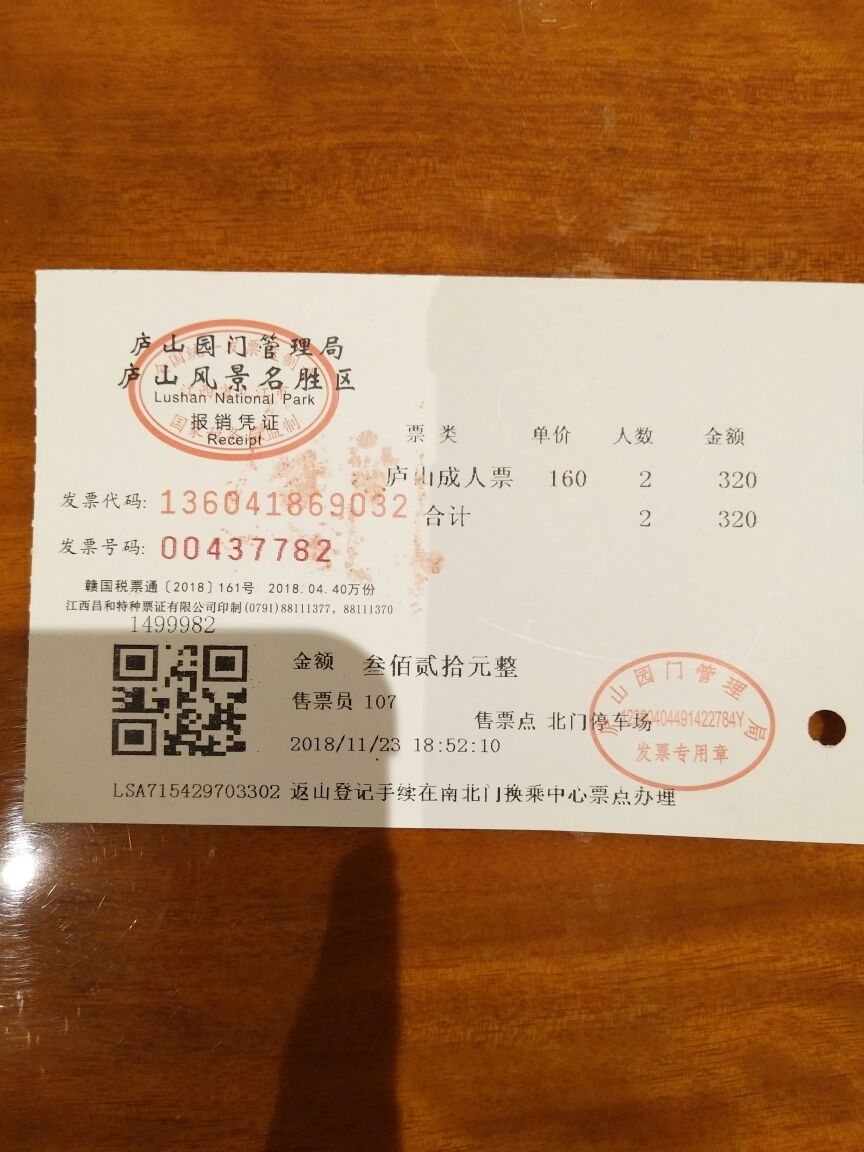 庐山园门管理局
庐山风景名胜区
Lushan National Park
报销凭证
Receipt
票类 单价 人数 金额
庐山成人票 160 2 320
合计 2 320
发票代码: 136041869032
发票号码: 00437782
赣国税票通〔2018〕161号 2018.04.40万份
江西昌和特种票证有限公司印制(0791)88111377, 88111370
1499982
金额 叁佰贰拾元整
售票员 107
售票点 北门停车场
2018/11/23 18:52:10
LSA715429703302 返山登记手续在南北门换乘中心票点办理
庐山园门管理局
发票专用章